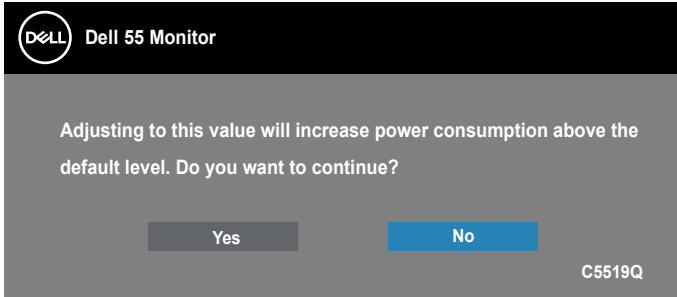 DELL
Dell 55 Monitor
Adjusting to this value will increase power consumption above the
default level. Do you want to continue?
Yes
No
C5519Q